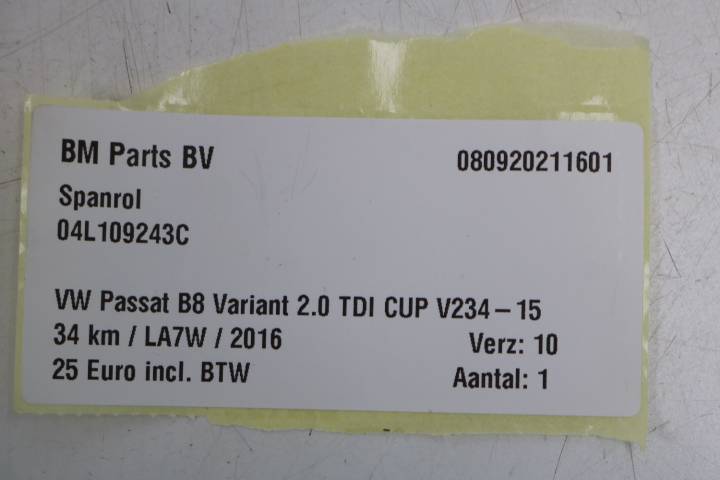 BM Parts BV 080920211601
Spanrol
04L109243C
VW Passat B8 Variant 2.0 TDI CUP V234-15
34 km / LA7W / 2016 Verz: 10
25 Euro incl. BTW Aantal: 1